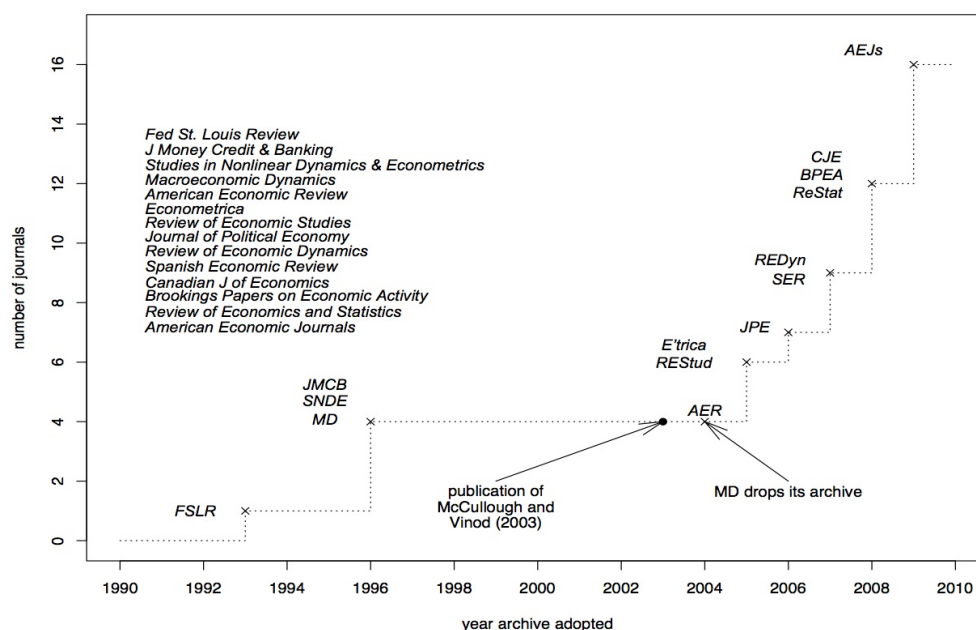 AEJs
16
14
Fed St. Louis Review
J Money Credit & Banking
Studies in Nonlinear Dynamics & Econometrics
Macroeconomic Dynamics
American Economic Review
Econometrica
Review of Economic Studies
Journal of Political Economy
Review of Economic Dynamics
Spanish Economic Review
Canadian J of Economics
Brookings Papers on Economic Activity
Review of Economics and Statistics
American Economic Journals
CJE
BPEA
ReStat
12
number of journals
10
REDyn
SER
8
JPE
E'trica
REStud
6
JMCB
SNDE
MD
AER
4
publication of
McCullough and
Vinod (2003)
MD drops its archive
2
FSLR
0
1990 1992 1994 1996 1998 2000 2002 2004 2006 2008 2010
year archive adopted